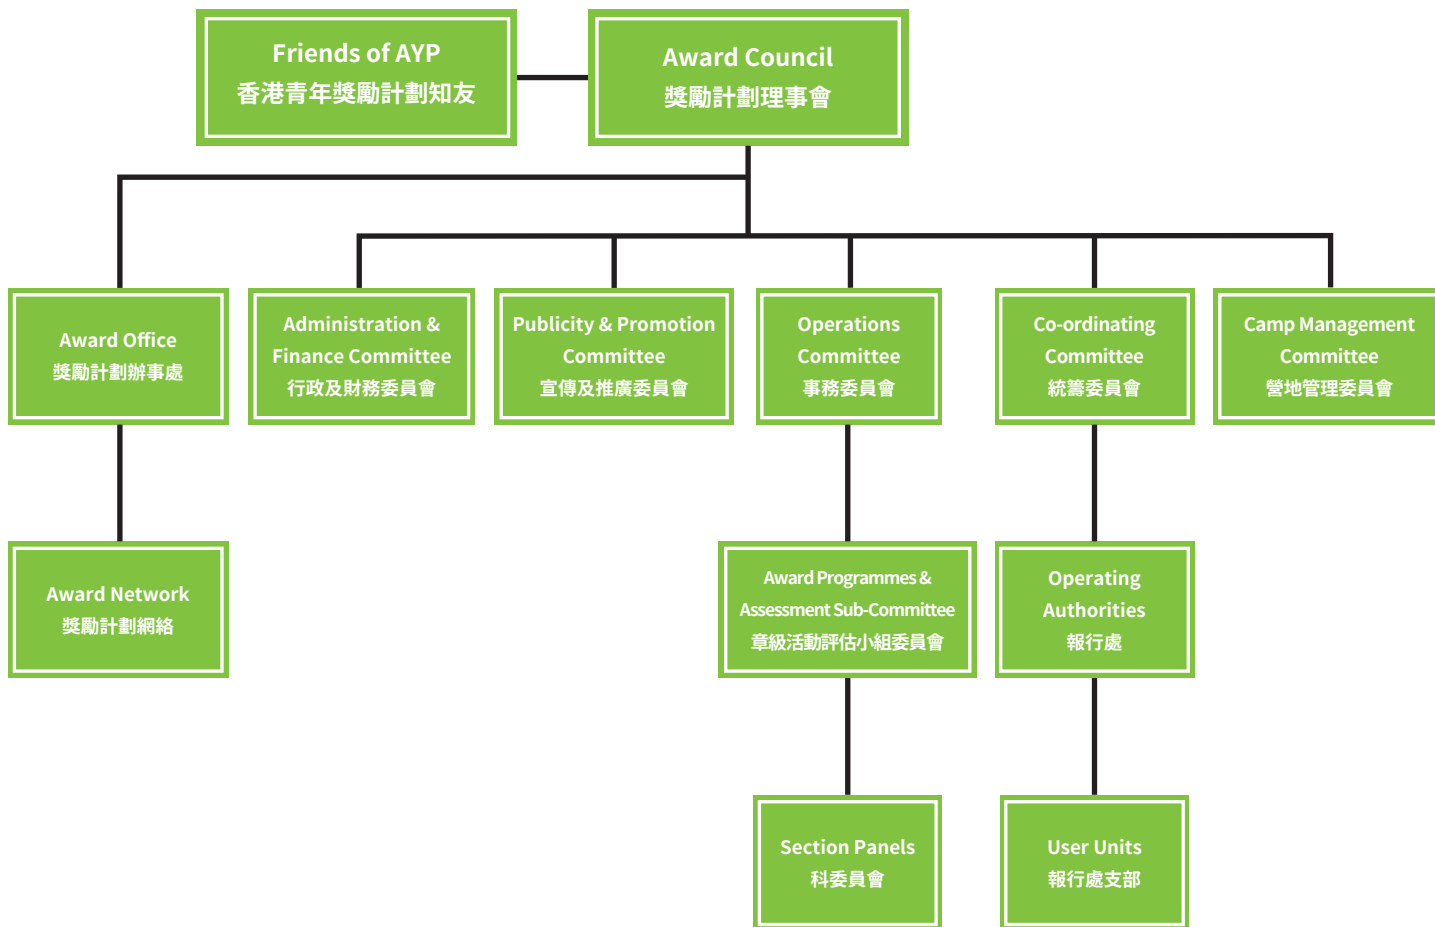 Friends of AYP
香港青年獎勵計劃知友
Award Council
獎勵計劃理事會
Award Office
獎勵計劃辦事處
Administration &
Finance Committee
行政及財務委員會
Publicity & Promotion
Committee
宣傳及推廣委員會
Operations
Committee
事務委員會
Co-ordinating
Committee
統籌委員會
Camp Management
Committee
營地管理委員會
Award Network
獎勵計劃網絡
Award Programmes &
Assessment Sub-Committee
章級活動評估小組委員會
Operating
Authorities
報行處
Section Panels
科委員會
User Units
報行處支部